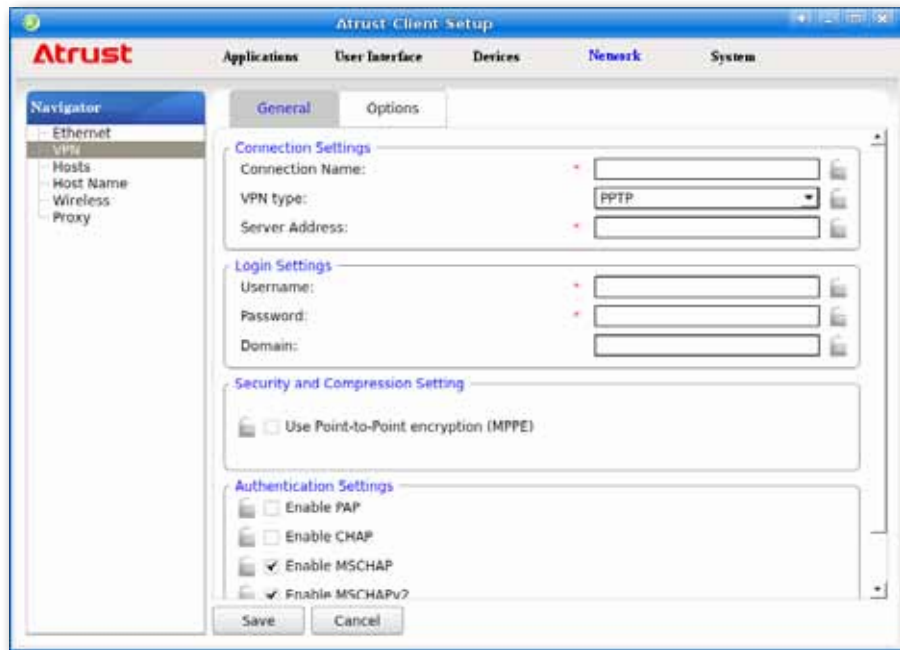 Atrust Client Setup
Atrust
Applications User Interface Devices Network System
Navigator
Ethernet
VPN
Hosts
Host Name
Wireless
Proxy
General Options
Connection Settings
Connection Name: *
VPN type: PPTP
Server Address: *
Login Settings
Username: *
Password: *
Domain:
Security and Compression Setting
Use Point-to-Point encryption (MPPE)
Authentication Settings
Enable PAP
Enable CHAP
Enable MSCHAP
Enable MSCHAPv2
Save Cancel